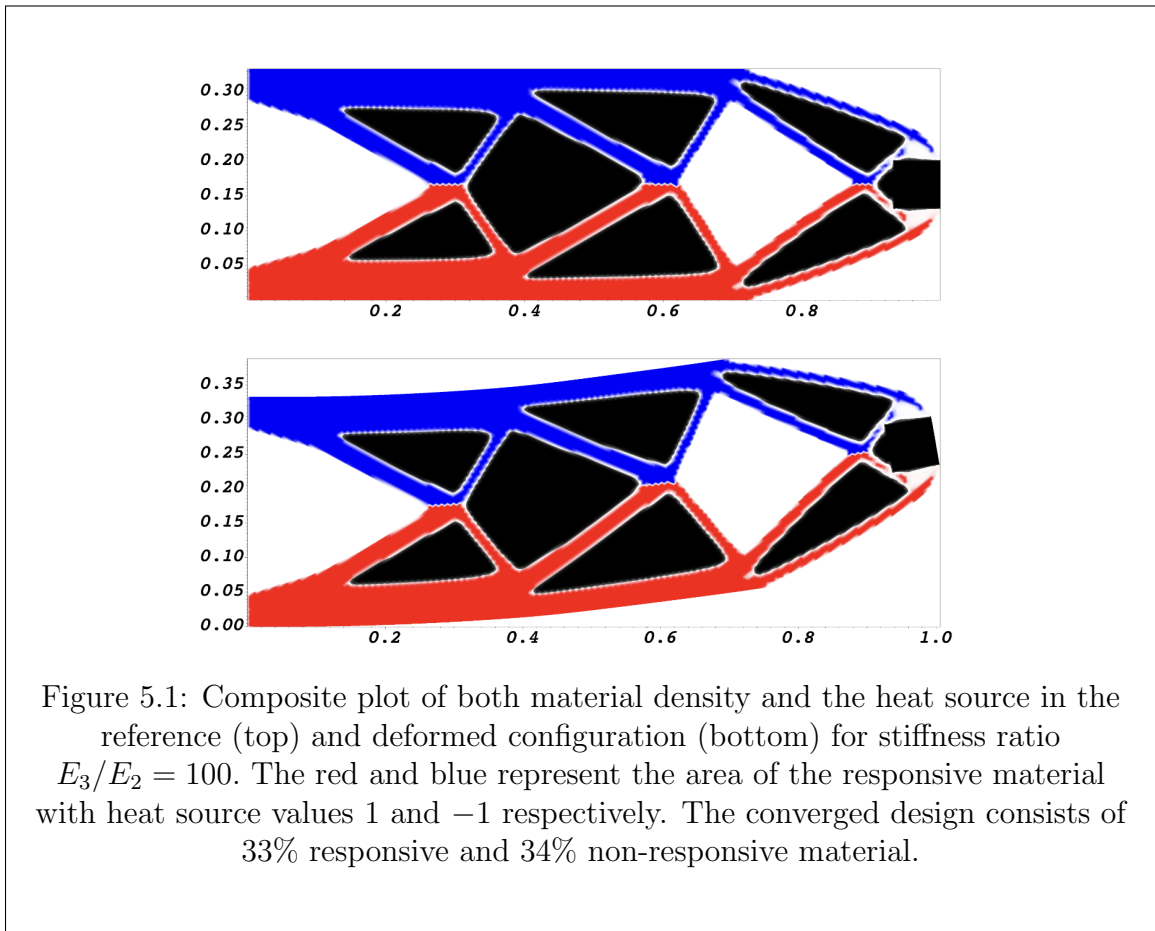 0.30
0.25
0.20
0.15
0.10
0.05
0.2 0.4 0.6 0.8
0.35
0.30
0.25
0.20
0.15
0.10
0.05
0.00
0.2 0.4 0.6 0.8 1.0
Figure 5.1: Composite plot of both material density and the heat source in the
reference (top) and deformed configuration (bottom) for stiffness ratio
E₃/E₂ = 100. The red and blue represent the area of the responsive material
with heat source values 1 and −1 respectively. The converged design consists of
33% responsive and 34% non-responsive material.